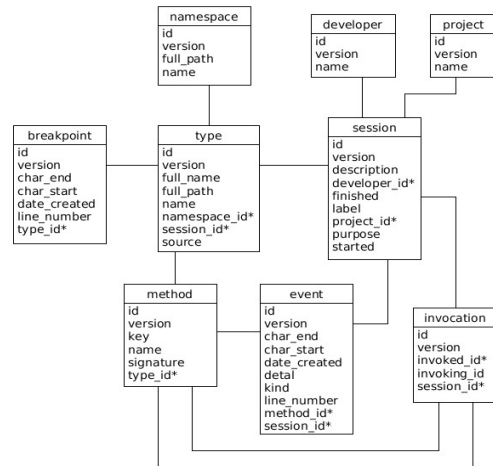 namespace
id
version
full_path
name
developer
id
version
name
project
id
version
name
breakpoint
id
version
char_end
char_start
date_created
line_number
type_id*
type
id
version
full_name
full_path
name
namespace_id*
session_id*
source
session
id
version
description
developer_id*
finished
label
project_id*
purpose
started
method
id
version
key
name
signature
type_id*
event
id
version
char_end
char_start
date_created
detal
kind
line_number
method_id*
session_id*
invocation
id
version
invoked_id*
invoking_id
session_id*